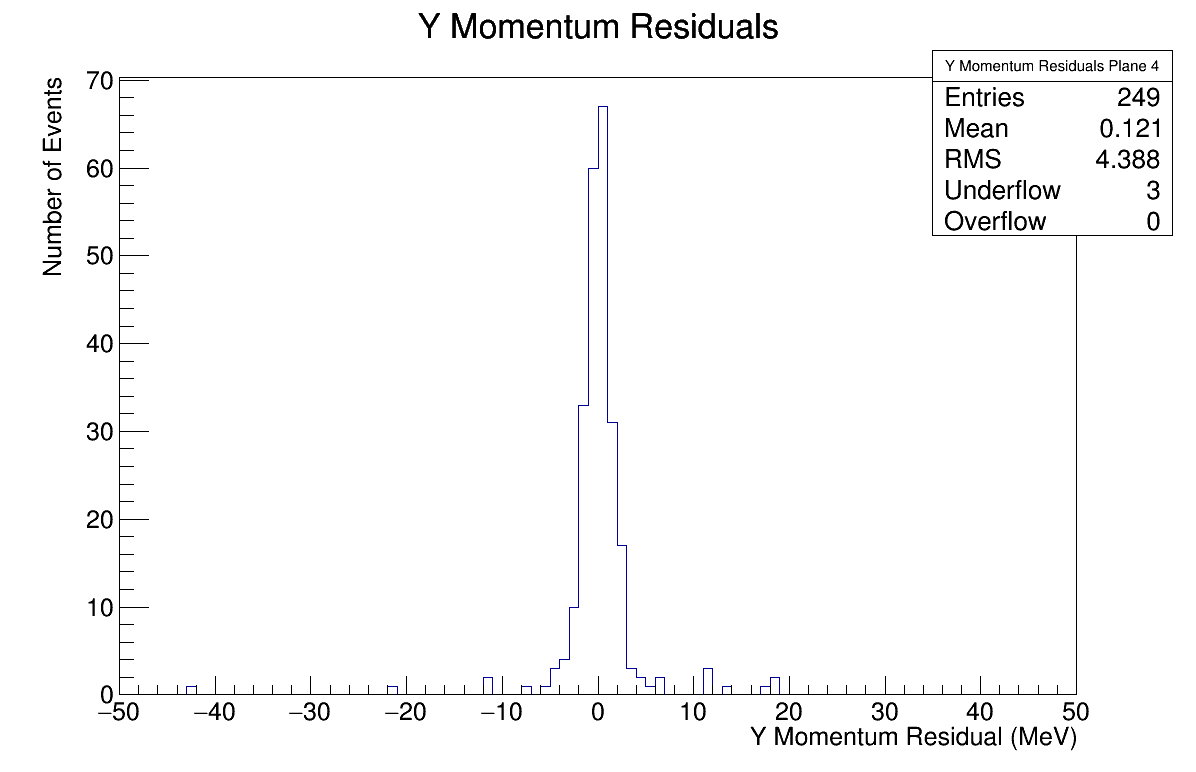 Y Momentum Residuals
Y Momentum Residuals Plane 4
Entries 249
Mean 0.121
RMS 4.388
Underflow 3
Overflow 0
Number of Events
70
60
50
40
30
20
10
0
−50 −40 −30 −20 −10 0 10 20 30 40 50
Y Momentum Residual (MeV)